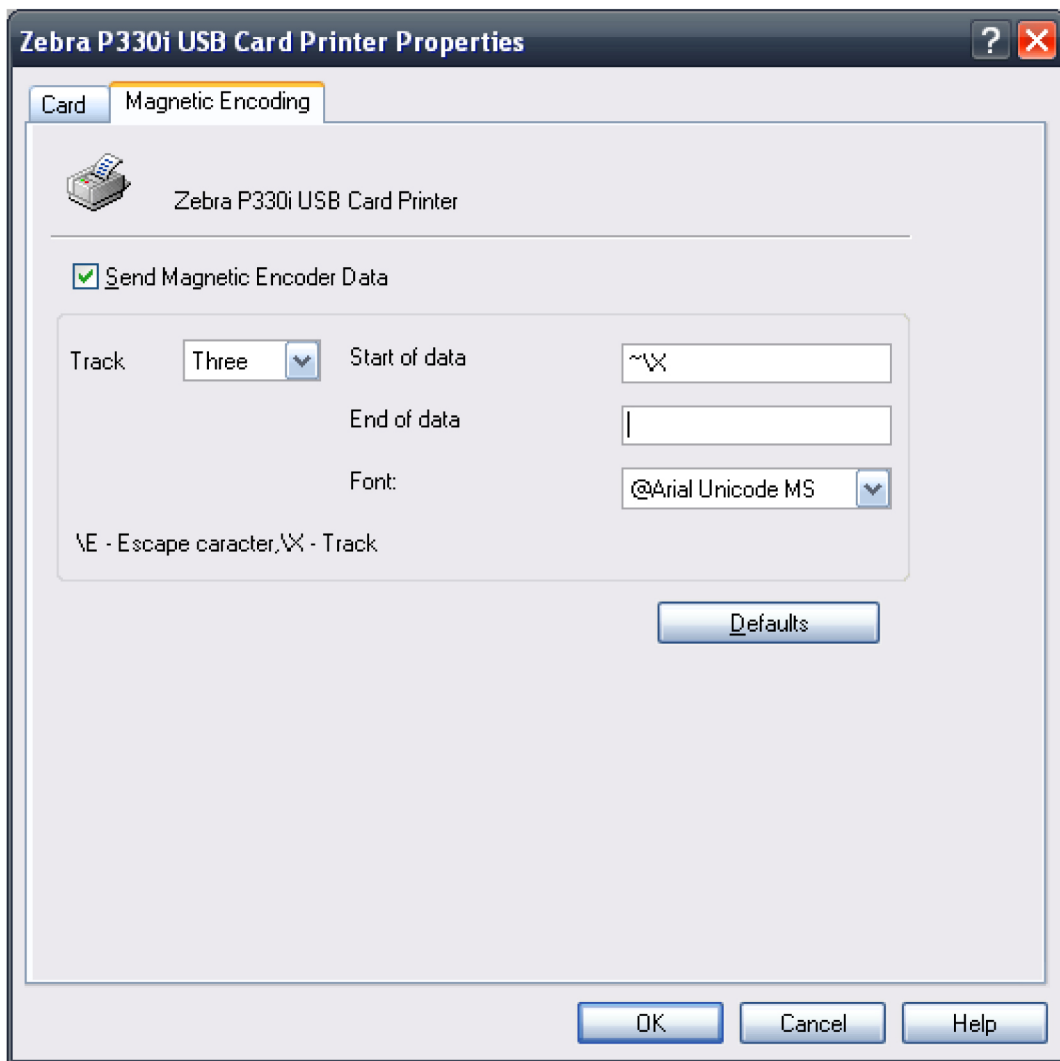 Zebra P330i USB Card Printer Properties
Card Magnetic Encoding
Zebra P330i USB Card Printer
Send Magnetic Encoder Data
Track Three Start of data ~\X
End of data
Font: @Arial Unicode MS
\E - Escape caracter,\X - Track
Defaults
OK Cancel Help